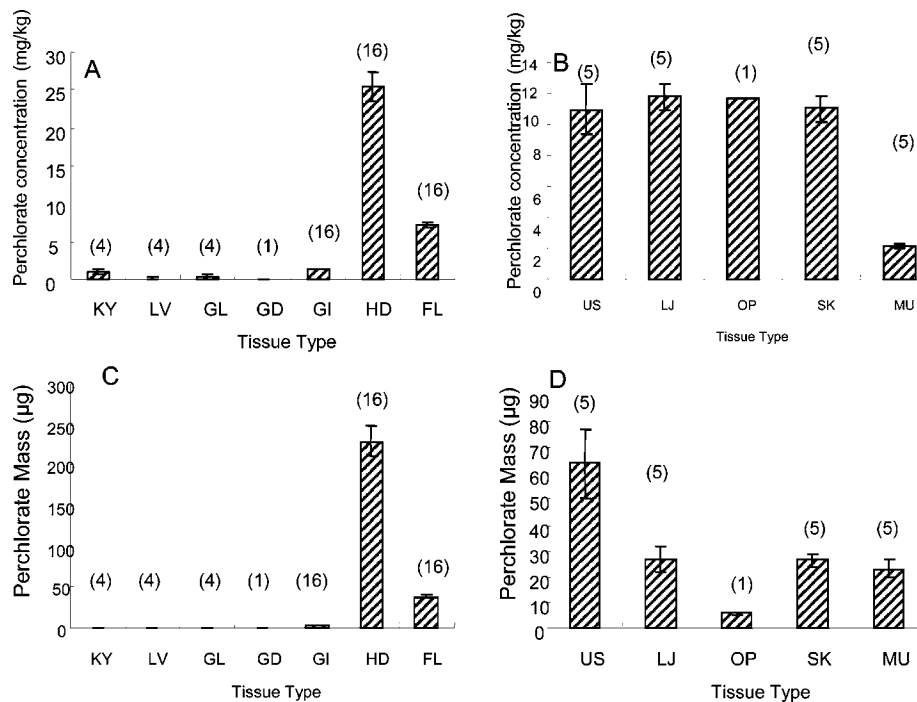 A
Perchlorate concentration (mg/kg)
30
25
20
15
10
5
0
(4) (4) (4) (1) (16) (16) (16)
KY LV GL GD GI HD FL
Tissue Type
B
Perchlorate concentration (mg/kg)
14
12
10
8
6
4
2
0
(5) (5) (1) (5) (5)
US LJ OP SK MU
Tissue Type
C
Perchlorate Mass (µg)
300
250
200
150
100
50
0
(4) (4) (4) (1) (16) (16) (16)
KY LV GL GD GI HD FL
Tissue Type
D
Perchlorate Mass (µg)
90
80
70
60
50
40
30
20
10
0
(5) (5) (1) (5) (5)
US LJ OP SK MU
Tissue Type